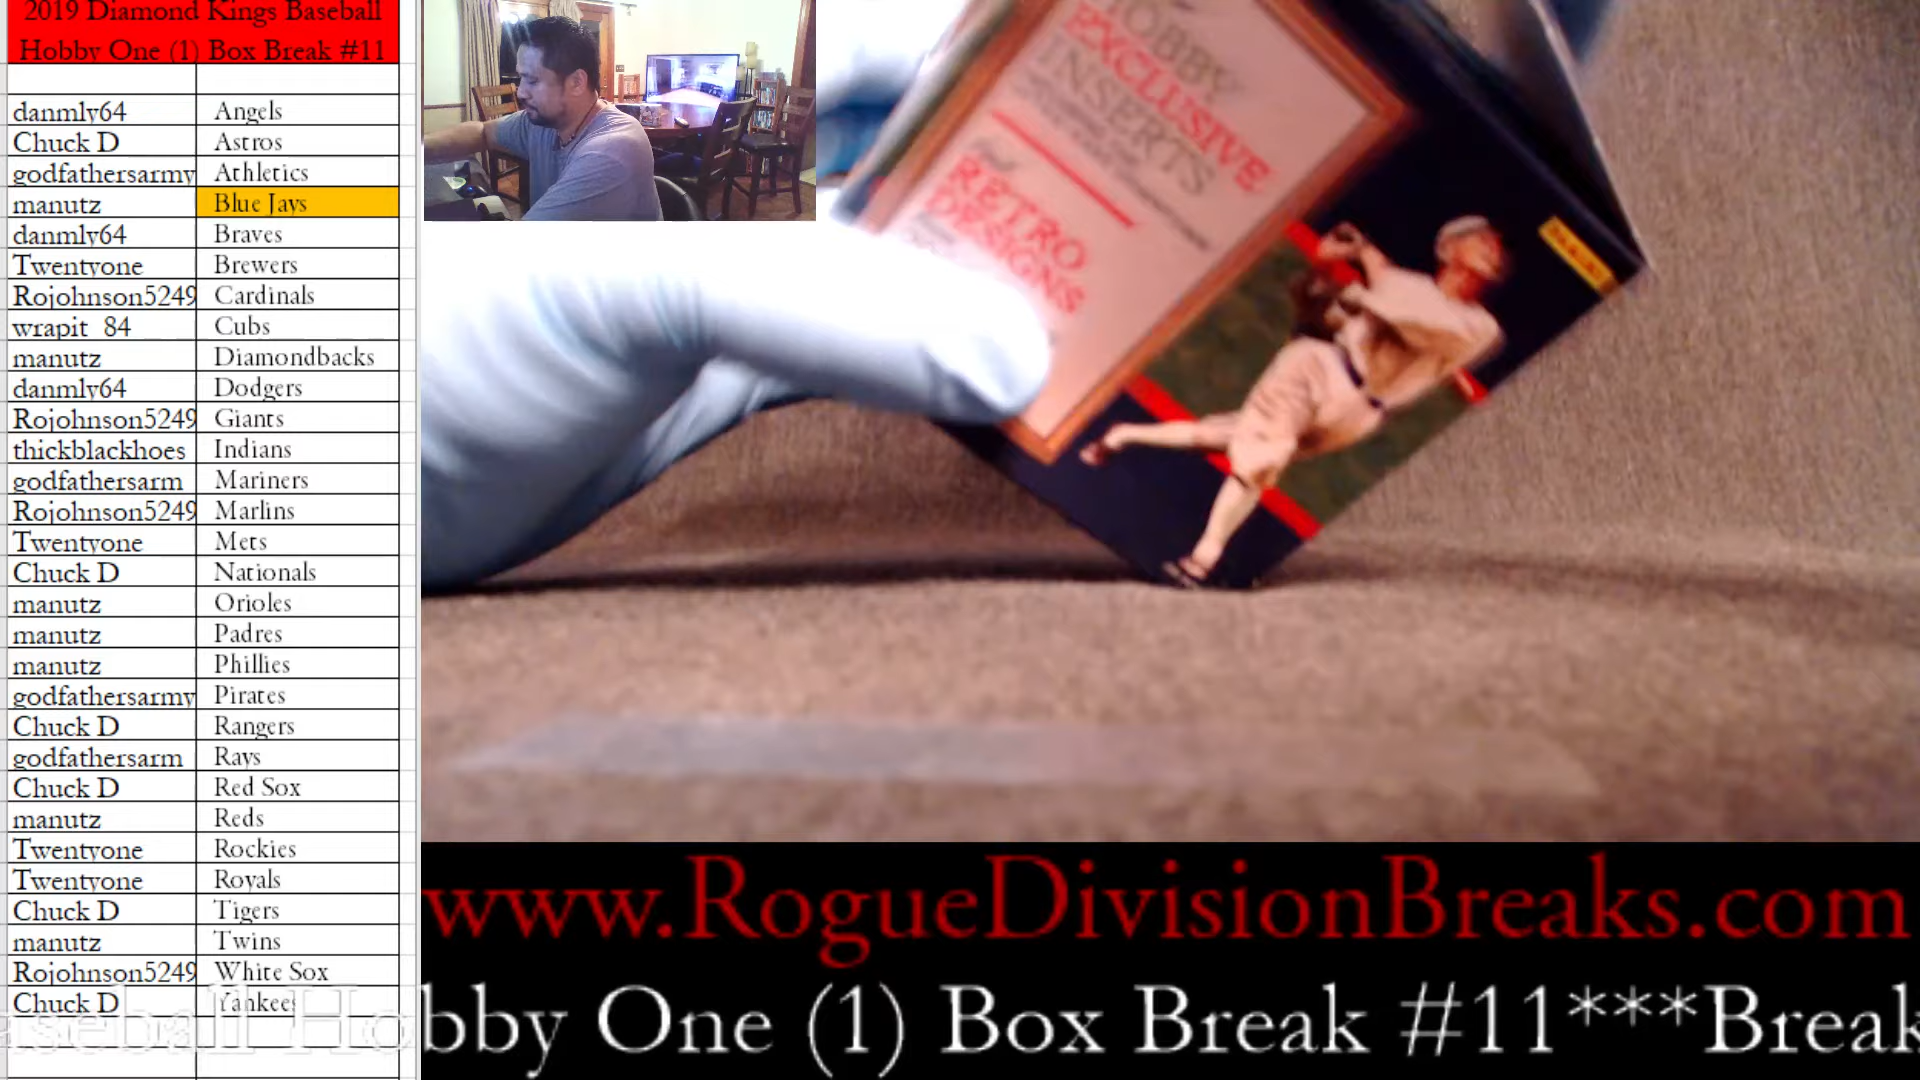 2019 Diamond Kings Baseball
Hobby One (1) Box Break #11
danmly64 Angels
Chuck D Astros
godfathersarmy Athletics
manutz Blue Jays
danmly64 Braves
Twentyone Brewers
Rojohnson5249 Cardinals
wrapit_84 Cubs
manutz Diamondbacks
danmly64 Dodgers
Rojohnson5249 Giants
thickblackhoes Indians
godfathersarm Mariners
Rojohnson5249 Marlins
Twentyone Mets
Chuck D Nationals
manutz Orioles
manutz Padres
manutz Phillies
godfathersarmy Pirates
Chuck D Rangers
godfathersarm Rays
Chuck D Red Sox
manutz Reds
Twentyone Rockies
Twentyone Royals
Chuck D Tigers
manutz Twins
Rojohnson5249 White Sox
Chuck D Yankees
HOBBY
EXCLUSIVE
INSERTS
RETRO
DESIGNS
PANINI
www.RogueDivisionBreaks.com
aseball Hobby One (1) Box Break #11***Break